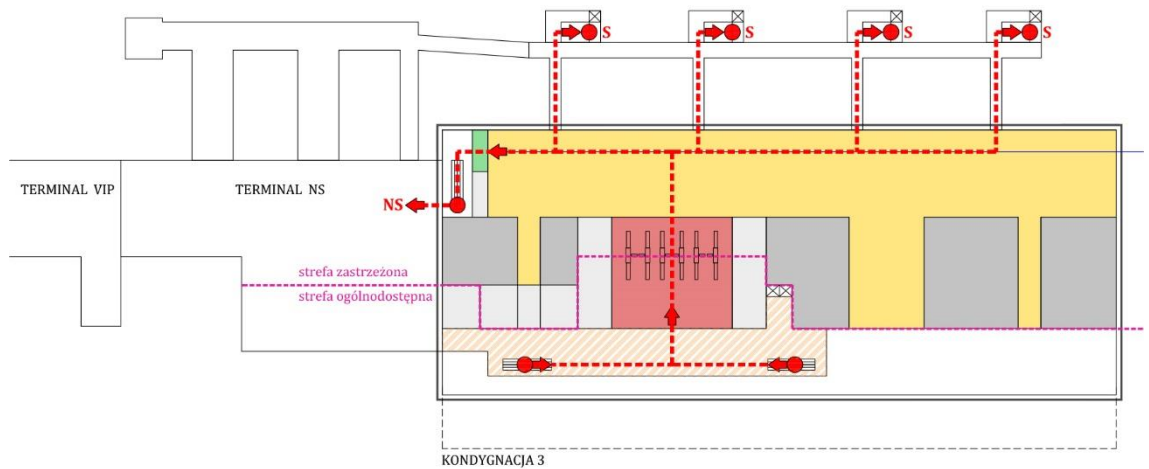 S
S
S
S
TERMINAL VIP
TERMINAL NS
NS
strefa zastrzeżona
strefa ogólnodostępna
KONDYGNACJA 3